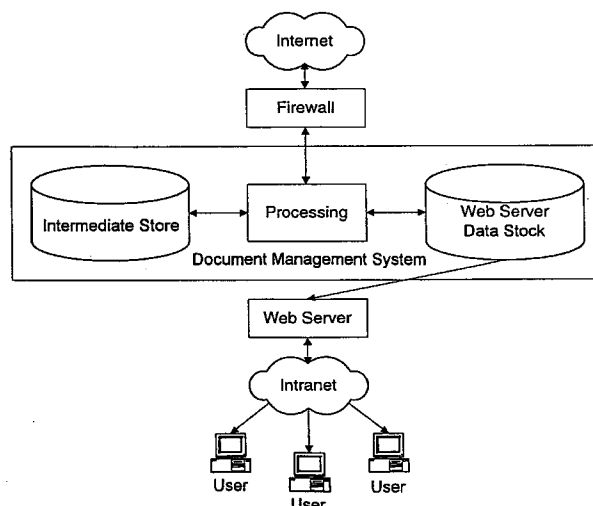 Internet
Firewall
Intermediate Store
Processing
Web Server
Data Stock
Document Management System
Web Server
Intranet
User
User
User